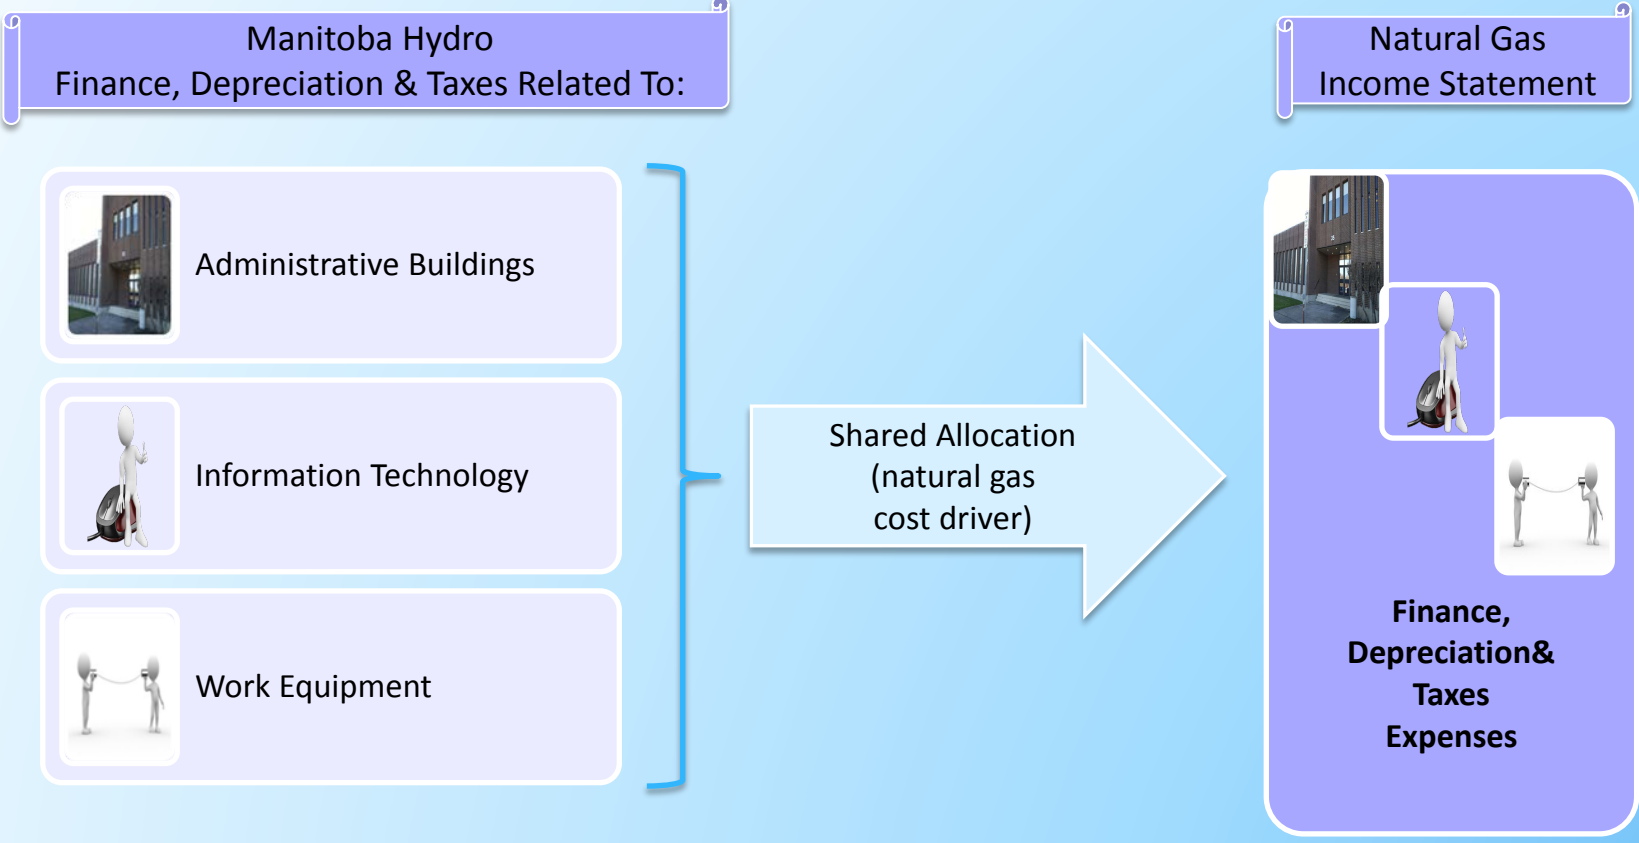 Manitoba Hydro
Finance, Depreciation & Taxes Related To:
Natural Gas
Income Statement
Administrative Buildings
Information Technology
Work Equipment
Shared Allocation
(natural gas
cost driver)
Finance,
Depreciation&
Taxes
Expenses